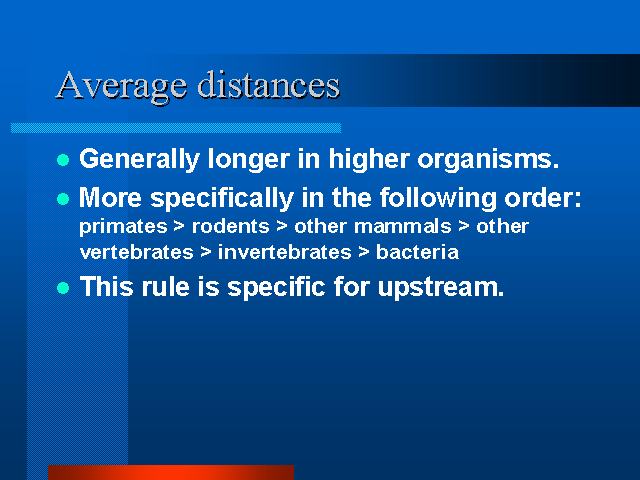 Average distances
Generally longer in higher organisms.
More specifically in the following order:
primates > rodents > other mammals > other
vertebrates > invertebrates > bacteria
This rule is specific for upstream.